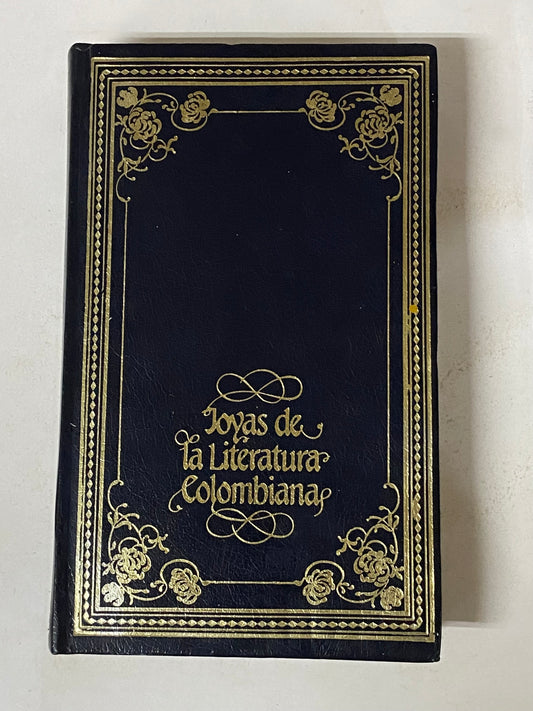 Joyas de
la Literatura
Colombiana